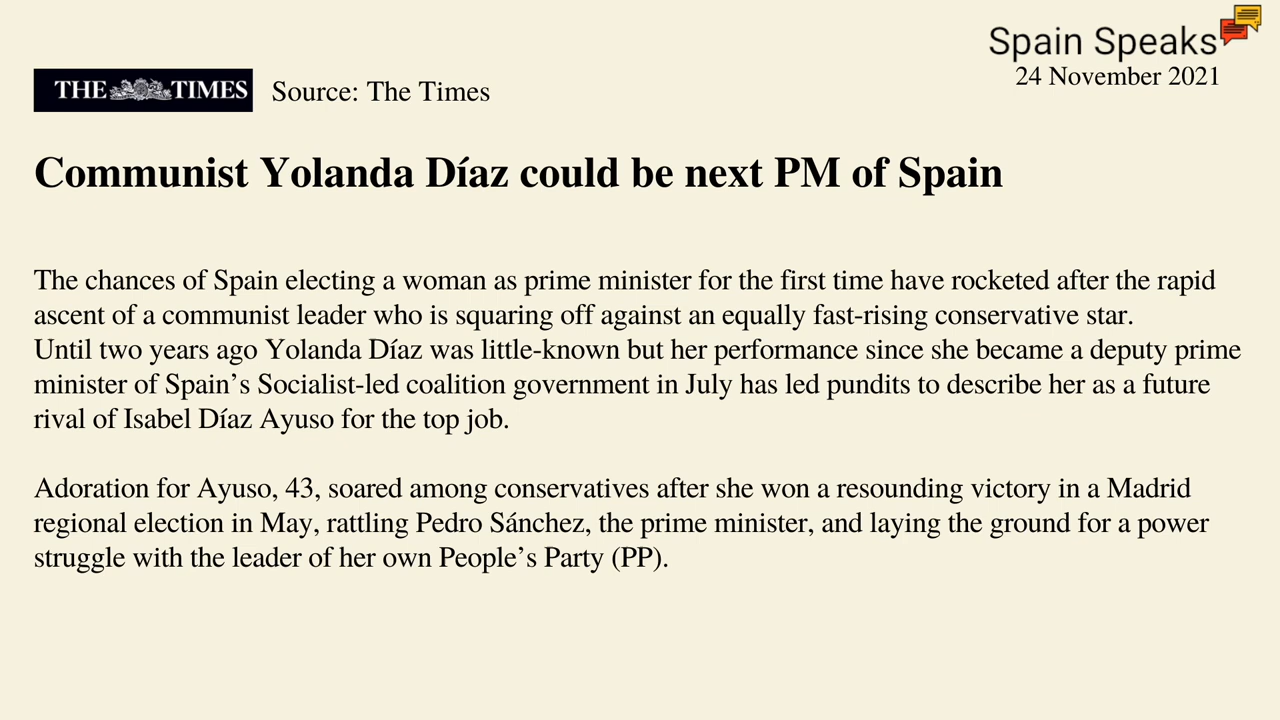 Spain Speaks
24 November 2021
THE TIMES
Source: The Times
Communist Yolanda Díaz could be next PM of Spain
The chances of Spain electing a woman as prime minister for the first time have rocketed after the rapid
ascent of a communist leader who is squaring off against an equally fast-rising conservative star.
Until two years ago Yolanda Díaz was little-known but her performance since she became a deputy prime
minister of Spain’s Socialist-led coalition government in July has led pundits to describe her as a future
rival of Isabel Díaz Ayuso for the top job.
Adoration for Ayuso, 43, soared among conservatives after she won a resounding victory in a Madrid
regional election in May, rattling Pedro Sánchez, the prime minister, and laying the ground for a power
struggle with the leader of her own People’s Party (PP).